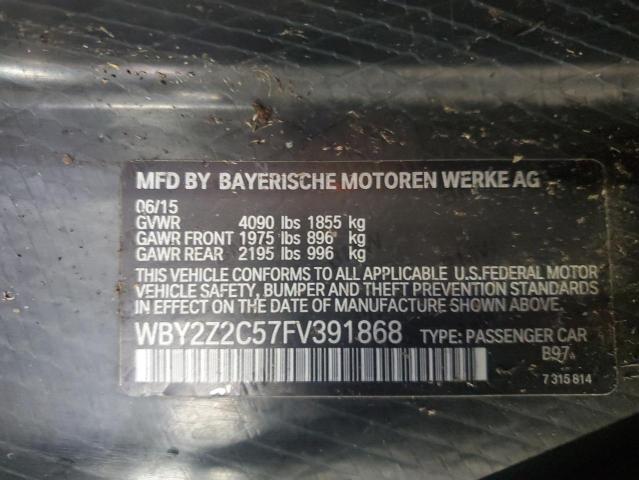 MFD BY BAYERISCHE MOTOREN WERKE AG
06/15
GVWR 4090 lbs 1855 kg
GAWR FRONT 1975 lbs 896 kg
GAWR REAR 2195 lbs 996 kg
THIS VEHICLE CONFORMS TO ALL APPLICABLE U.S.FEDERAL MOTOR
VEHICLE SAFETY, BUMPER AND THEFT PREVENTION STANDARDS
IN EFFECT ON THE DATE OF MANUFACTURE SHOWN ABOVE.
WBY2Z2C57FV391868 TYPE: PASSENGER CAR
B97
7 315 814